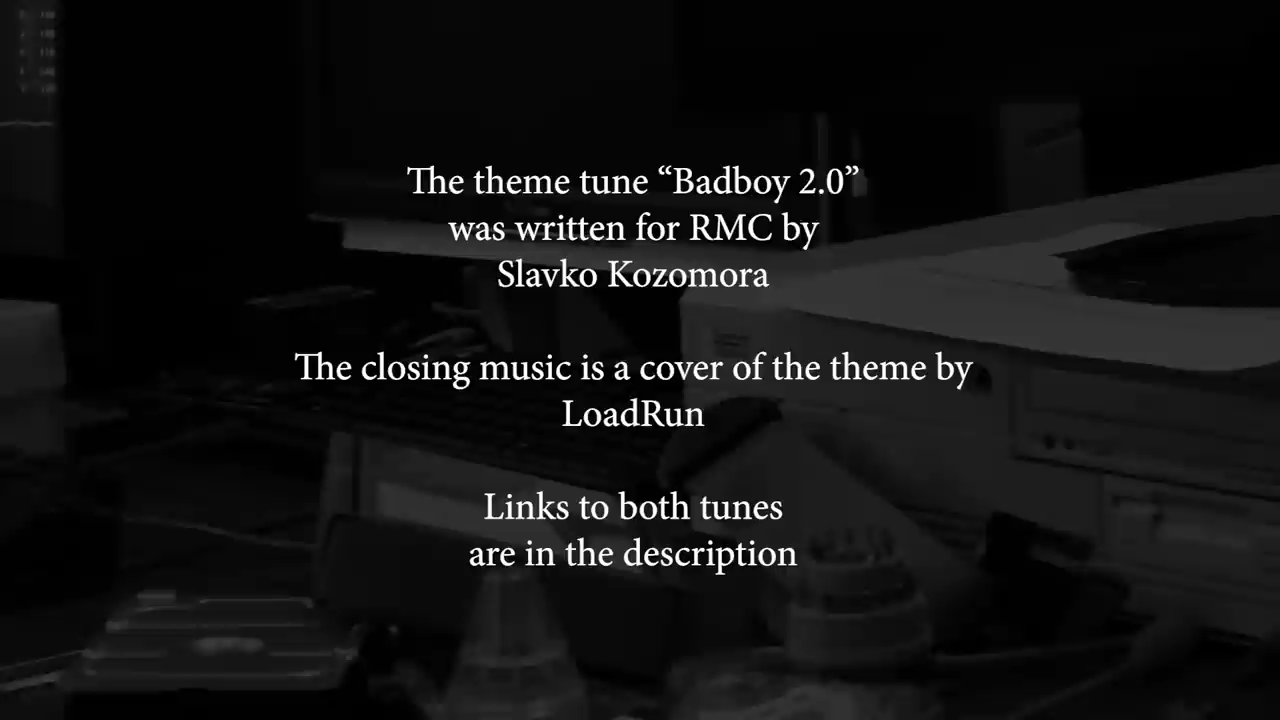 The theme tune “Badboy 2.0”
was written for RMC by
Slavko Kozomora
The closing music is a cover of the theme by
LoadRun
Links to both tunes
are in the description